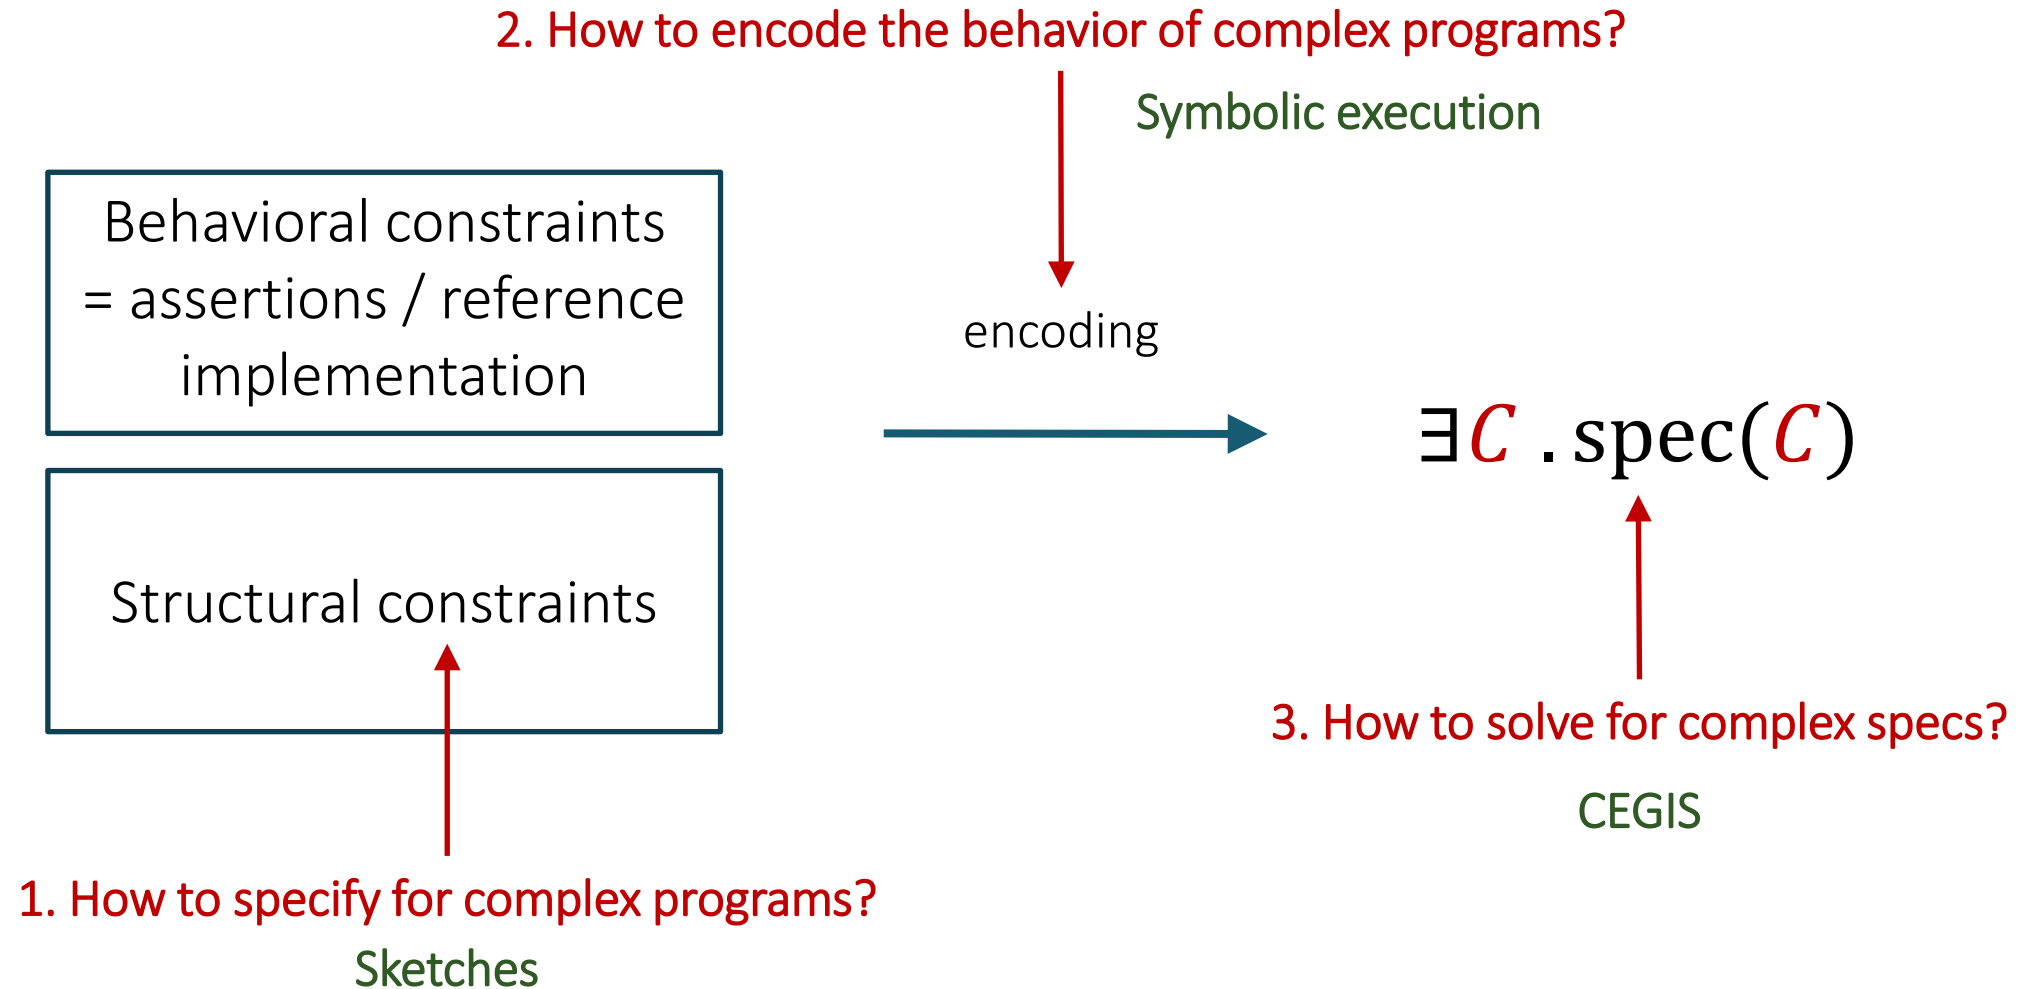 2. How to encode the behavior of complex programs?
Symbolic execution
Behavioral constraints
= assertions / reference
implementation
encoding
∃C . spec(C)
Structural constraints
3. How to solve for complex specs?
CEGIS
1. How to specify for complex programs?
Sketches